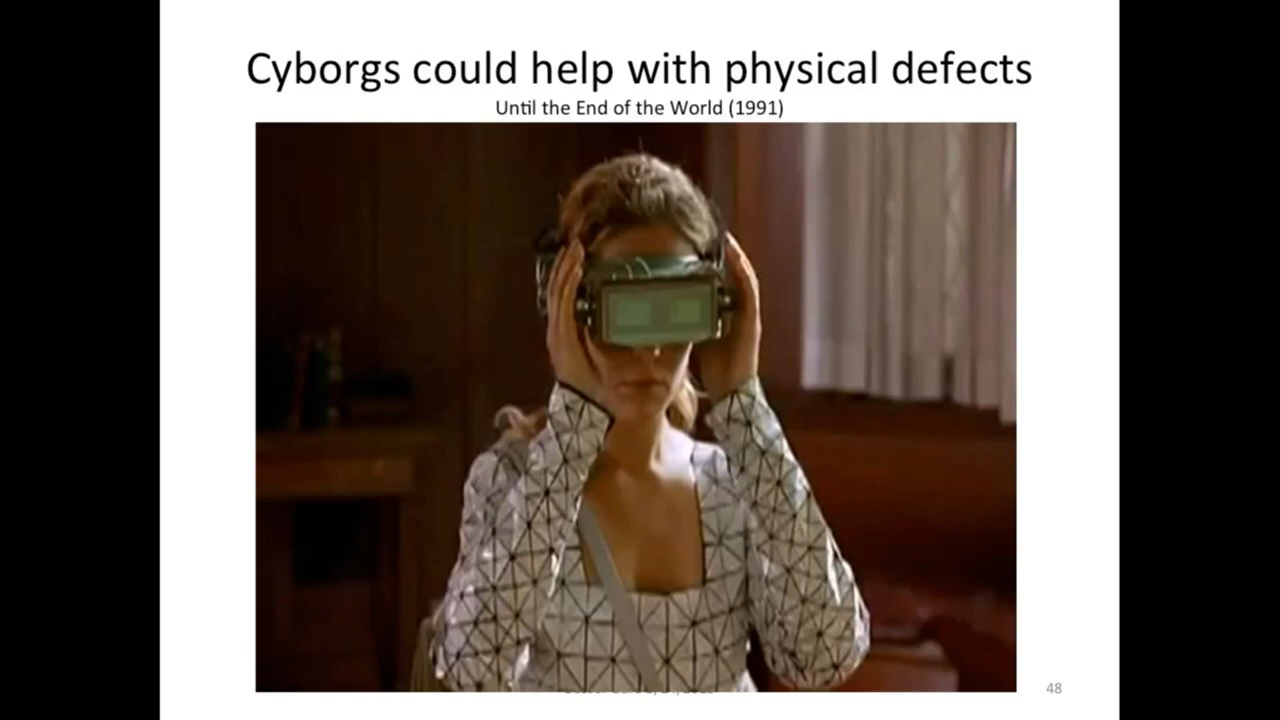 Cyborgs could help with physical defects
Until the End of the World (1991)
48